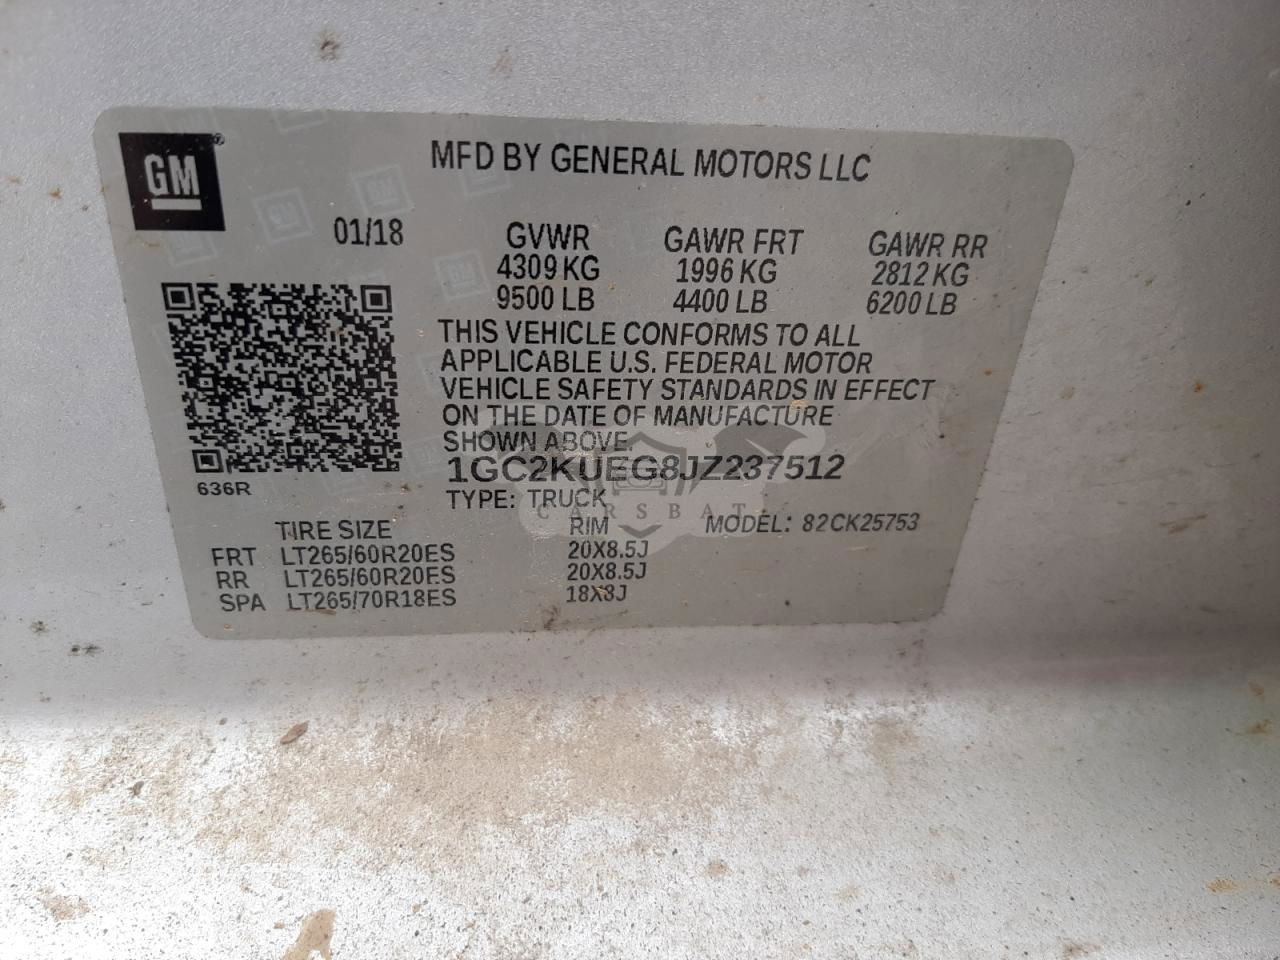 GM
MFD BY GENERAL MOTORS LLC
01/18 GVWR GAWR FRT GAWR RR
4309 KG 1996 KG 2812 KG
9500 LB 4400 LB 6200 LB
THIS VEHICLE CONFORMS TO ALL
APPLICABLE U.S. FEDERAL MOTOR
VEHICLE SAFETY STANDARDS IN EFFECT
ON THE DATE OF MANUFACTURE
SHOWN ABOVE.
1GC2KUEG8JZ237512
636R
TYPE: TRUCK
CARSBAT
TIRE SIZE RIM MODEL: 82CK25753
FRT LT265/60R20ES 20X8.5J
RR LT265/60R20ES 20X8.5J
SPA LT265/70R18ES 18X8J